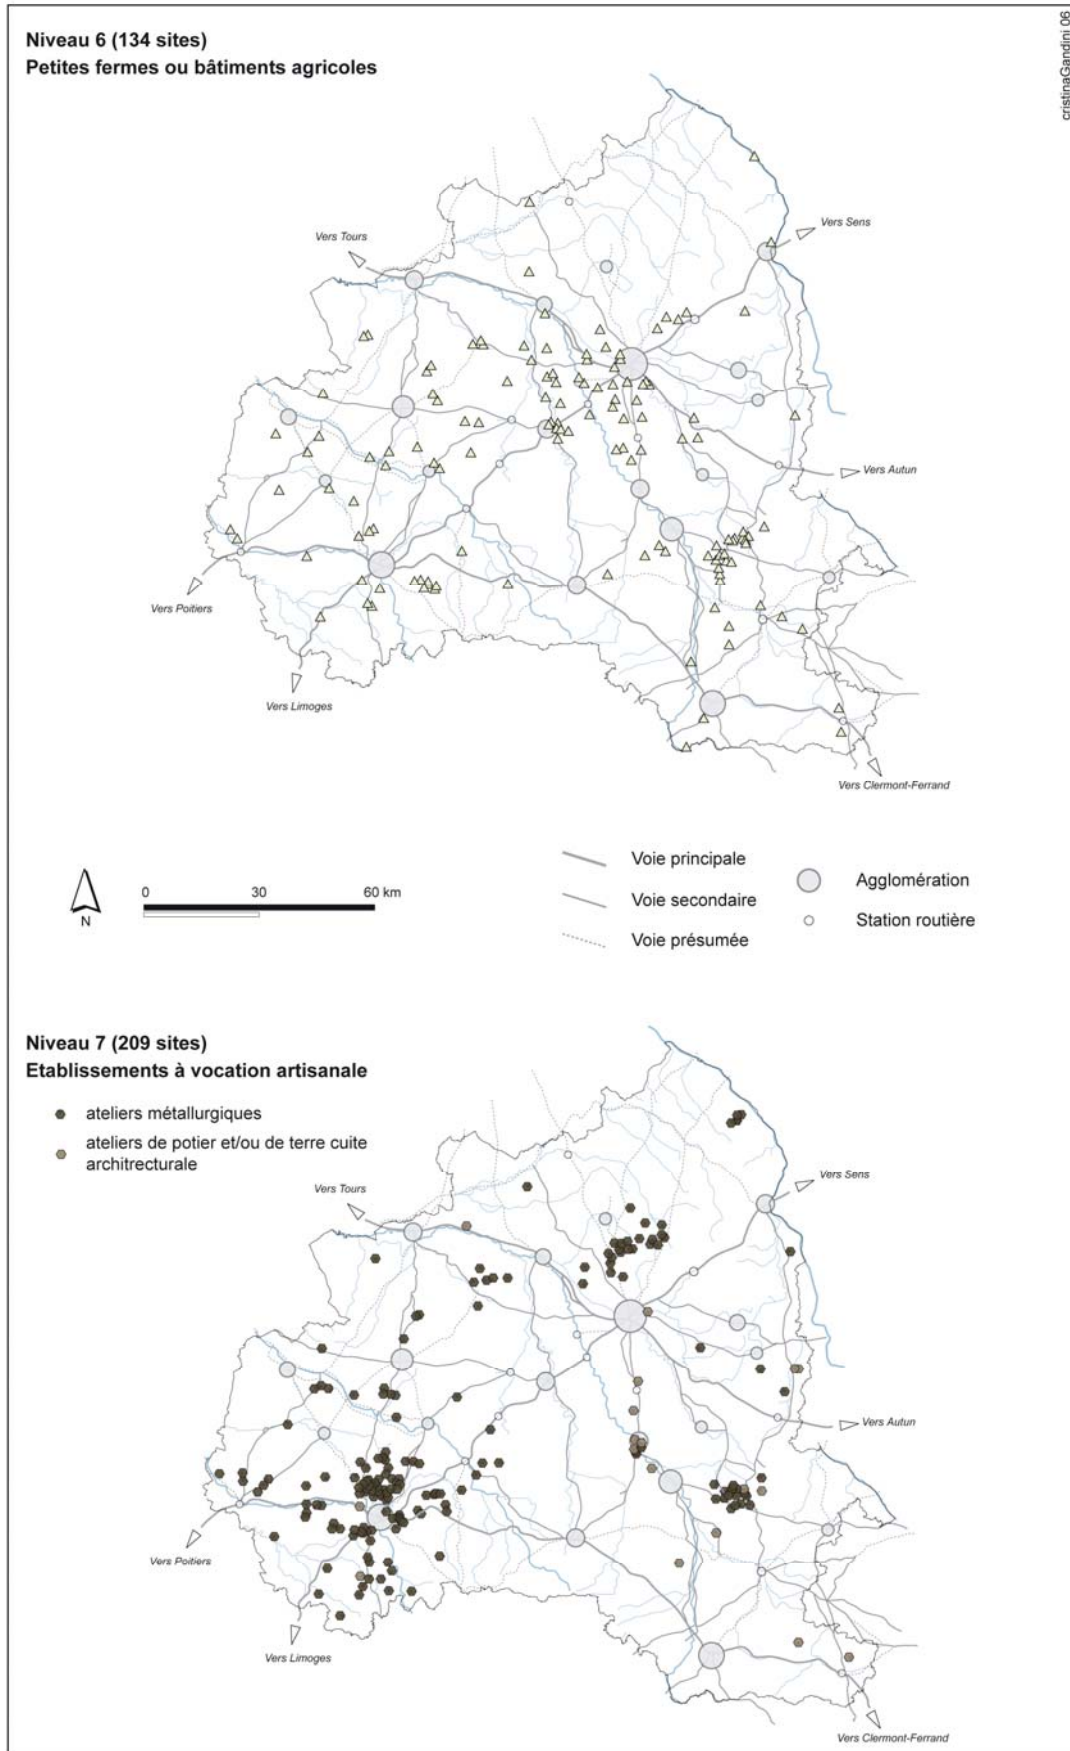 cristinaGandini 06
Niveau 6 (134 sites)
Petites fermes ou bâtiments agricoles
Vers Tours
Vers Sens
Vers Autun
Vers Poitiers
Vers Limoges
Vers Clermont-Ferrand
N
0 30 60 km
Voie principale
Voie secondaire
Voie présumée
Agglomération
Station routière
Niveau 7 (209 sites)
Etablissements à vocation artisanale
ateliers métallurgiques
ateliers de potier et/ou de terre cuite
architrecturale
Vers Tours
Vers Sens
Vers Autun
Vers Poitiers
Vers Limoges
Vers Clermont-Ferrand